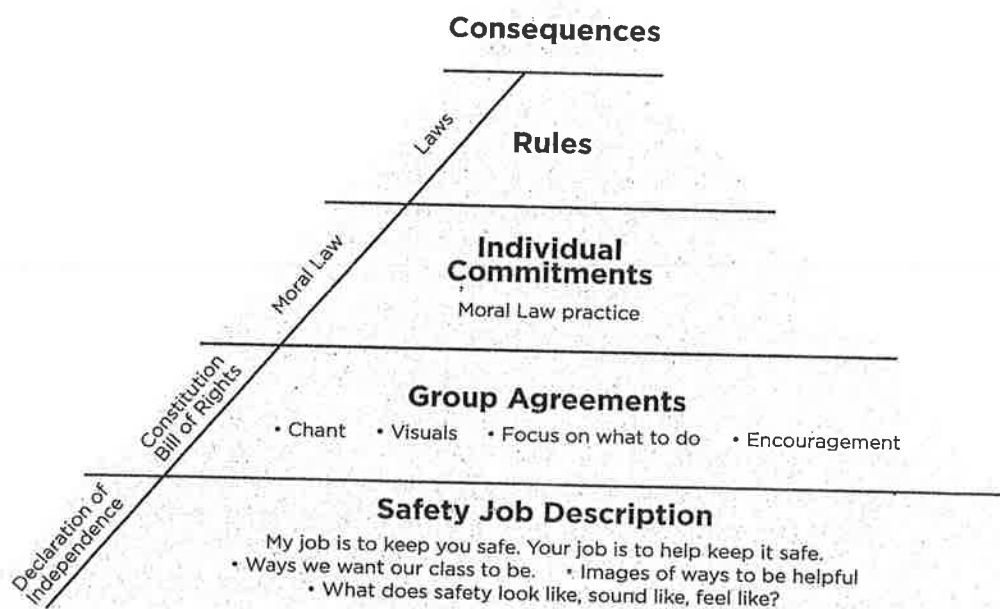 Consequences
Laws
Rules
Moral Law
Individual
Commitments
Moral Law practice
Constitution
Bill of Rights
Group Agreements
• Chant • Visuals • Focus on what to do • Encouragement
Declaration of
Independence
Safety Job Description
My job is to keep you safe. Your job is to help keep it safe.
• Ways we want our class to be. • Images of ways to be helpful
• What does safety look like, sound like, feel like?